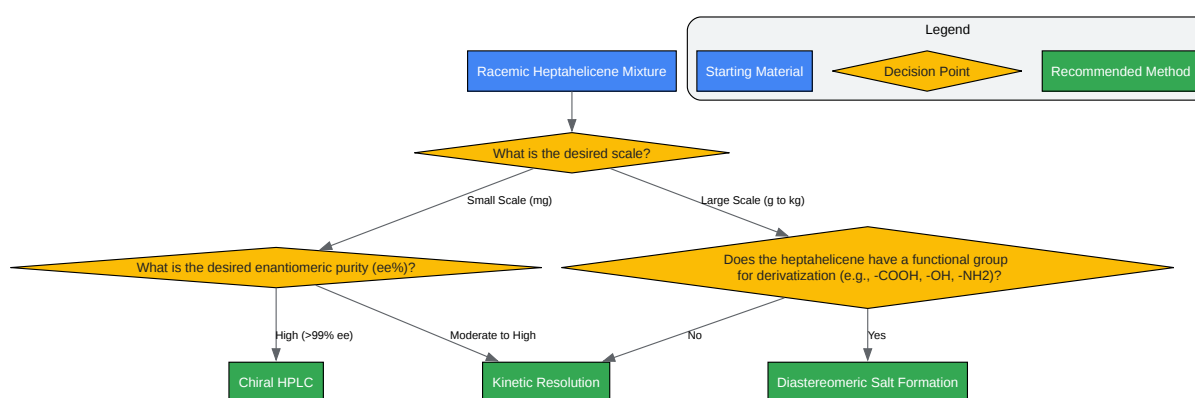 Legend
Racemic Heptahelicene Mixture
Starting Material
Decision Point
Recommended Method
What is the desired scale?
Small Scale (mg)
Large Scale (g to kg)
What is the desired enantiomeric purity (ee%)?
Does the heptahelicene have a functional group
for derivatization (e.g., -COOH, -OH, -NH2)?
High (>99% ee)
Moderate to High
No
Yes
Chiral HPLC
Kinetic Resolution
Diastereomeric Salt Formation